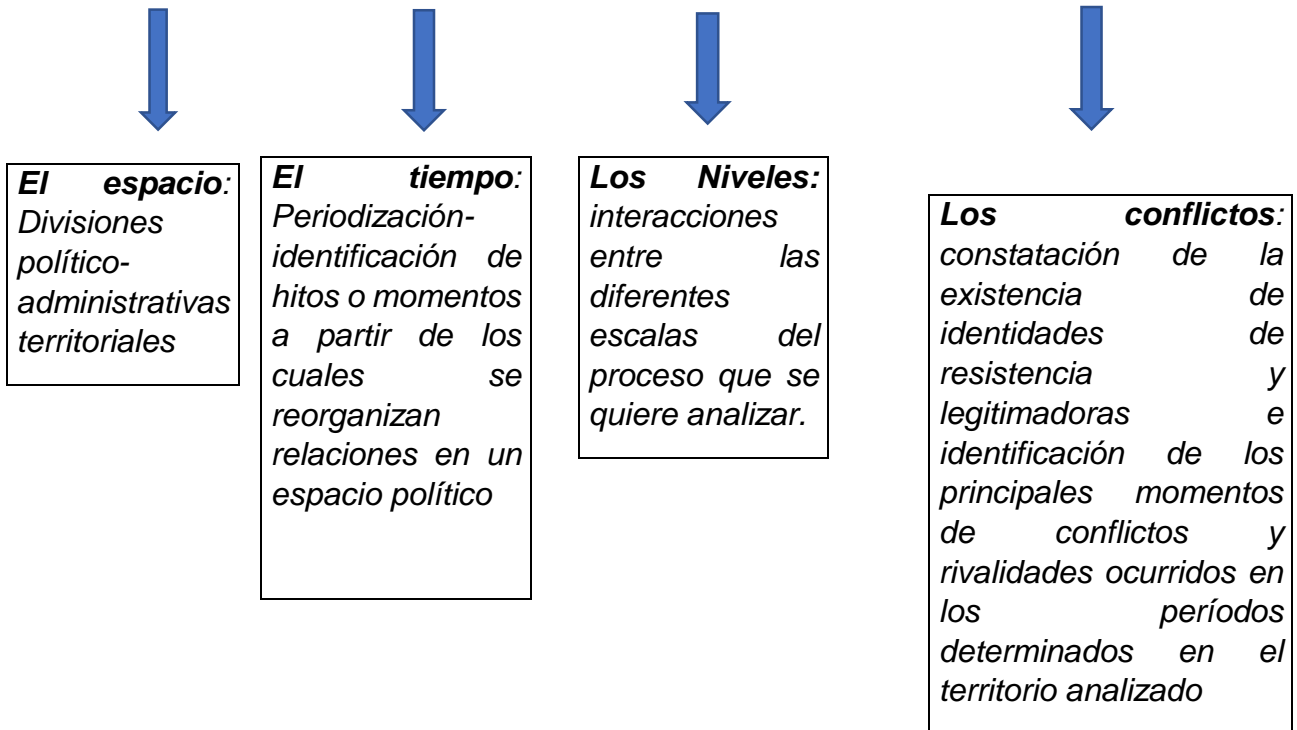 El espacio:
Divisiones
político-
administrativas
territoriales
El tiempo:
Periodización-
identificación de
hitos o momentos
a partir de los
cuales se
reorganizan
relaciones en un
espacio político
Los Niveles:
interacciones
entre las
diferentes
escalas del
proceso que se
quiere analizar.
Los conflictos:
constatación de la
existencia de
identidades de
resistencia y
legitimadoras e
identificación de los
principales momentos
de conflictos y
rivalidades ocurridos en
los períodos
determinados en el
territorio analizado